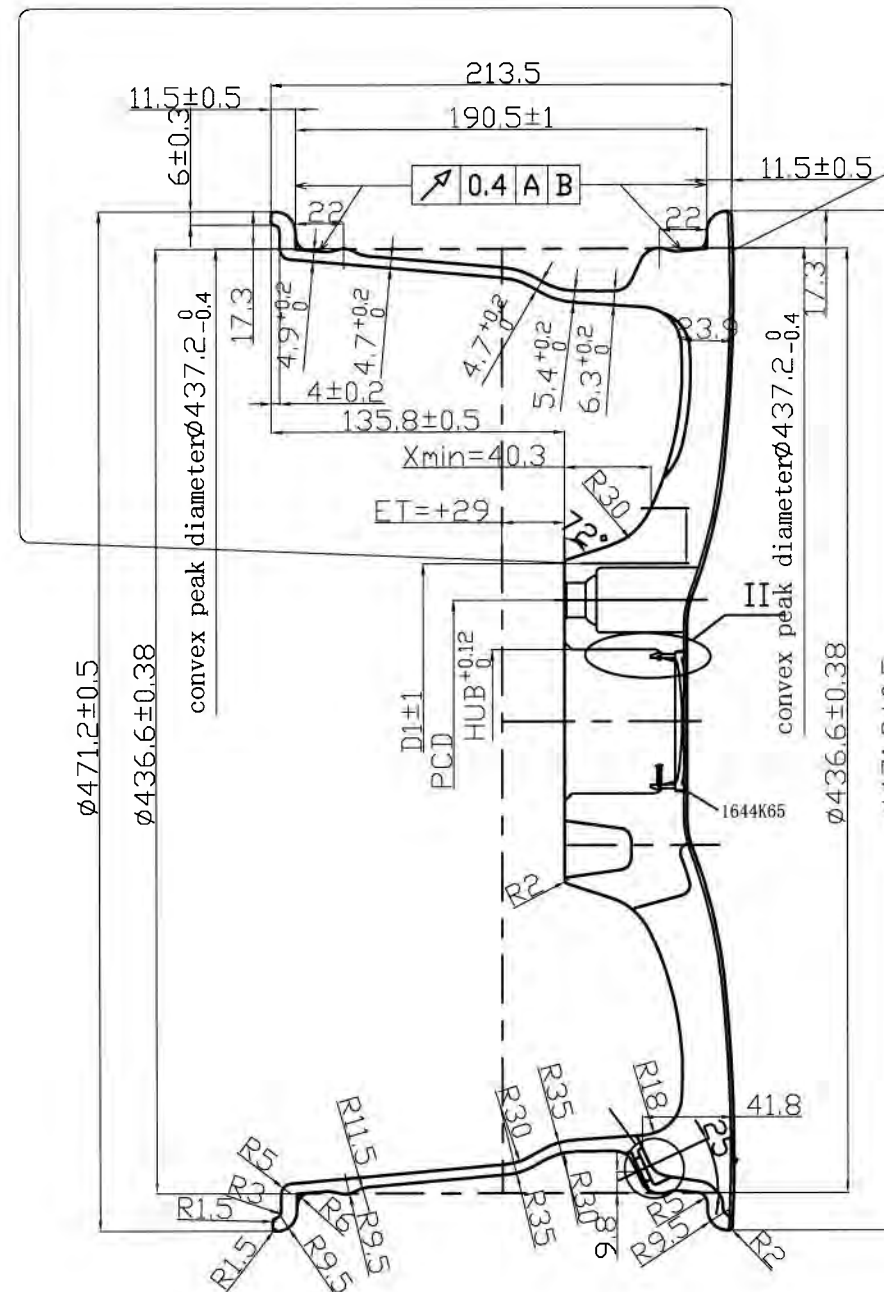 213.5
11.5±0.5
190.5±1
6±0.3
0.4 A B
11.5±0.5
22
22
17.3
17.3
4.9 +0.2 0
4.7 +0.2 0
4.7 +0.2 0
5.4 +0.2 0
6.3 +0.2 0
23.9
4±0.2
135.8±0.5
Xmin=40.3
R30
ET=+29
72°
convex peak diameterø437.2 0 -0.4
convex peak diameterø437.2 0 -0.4
II
ø471.2±0.5
ø436.6±0.38
D1±1
PCD
HUB +0.12 0
ø436.6±0.38
1644K65
R2
R18
41.8
25
R30
R35
R11.5
R5
R3
R1.5
R6
R9.5
R35
R30
9.8
R5
R9.5
R2
R1.5
R9.5